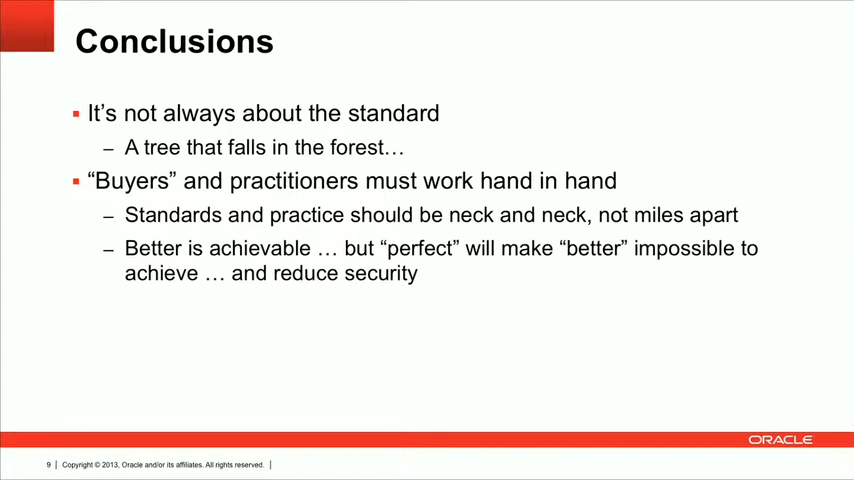 Conclusions
▪ It’s not always about the standard
– A tree that falls in the forest…
▪ “Buyers” and practitioners must work hand in hand
– Standards and practice should be neck and neck, not miles apart
– Better is achievable … but “perfect” will make “better” impossible to
achieve … and reduce security
ORACLE
9 | Copyright © 2013, Oracle and/or its affiliates. All rights reserved. |